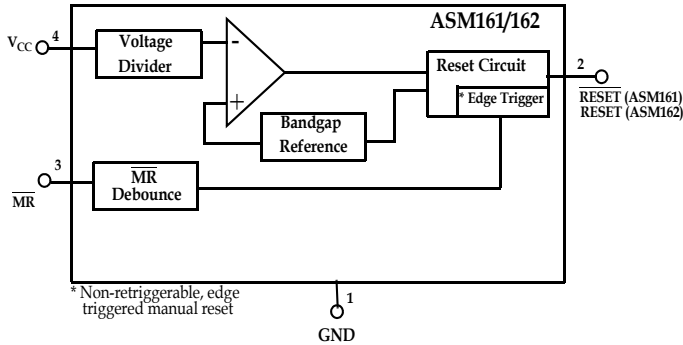 ASM161/162
VCC
4
Voltage
Divider
-
+
Bandgap
Reference
Reset Circuit
* Edge Trigger
2
RESET (ASM161)
RESET (ASM162)
3
MR
MR
Debounce
* Non-retriggerable, edge
triggered manual reset
1
GND